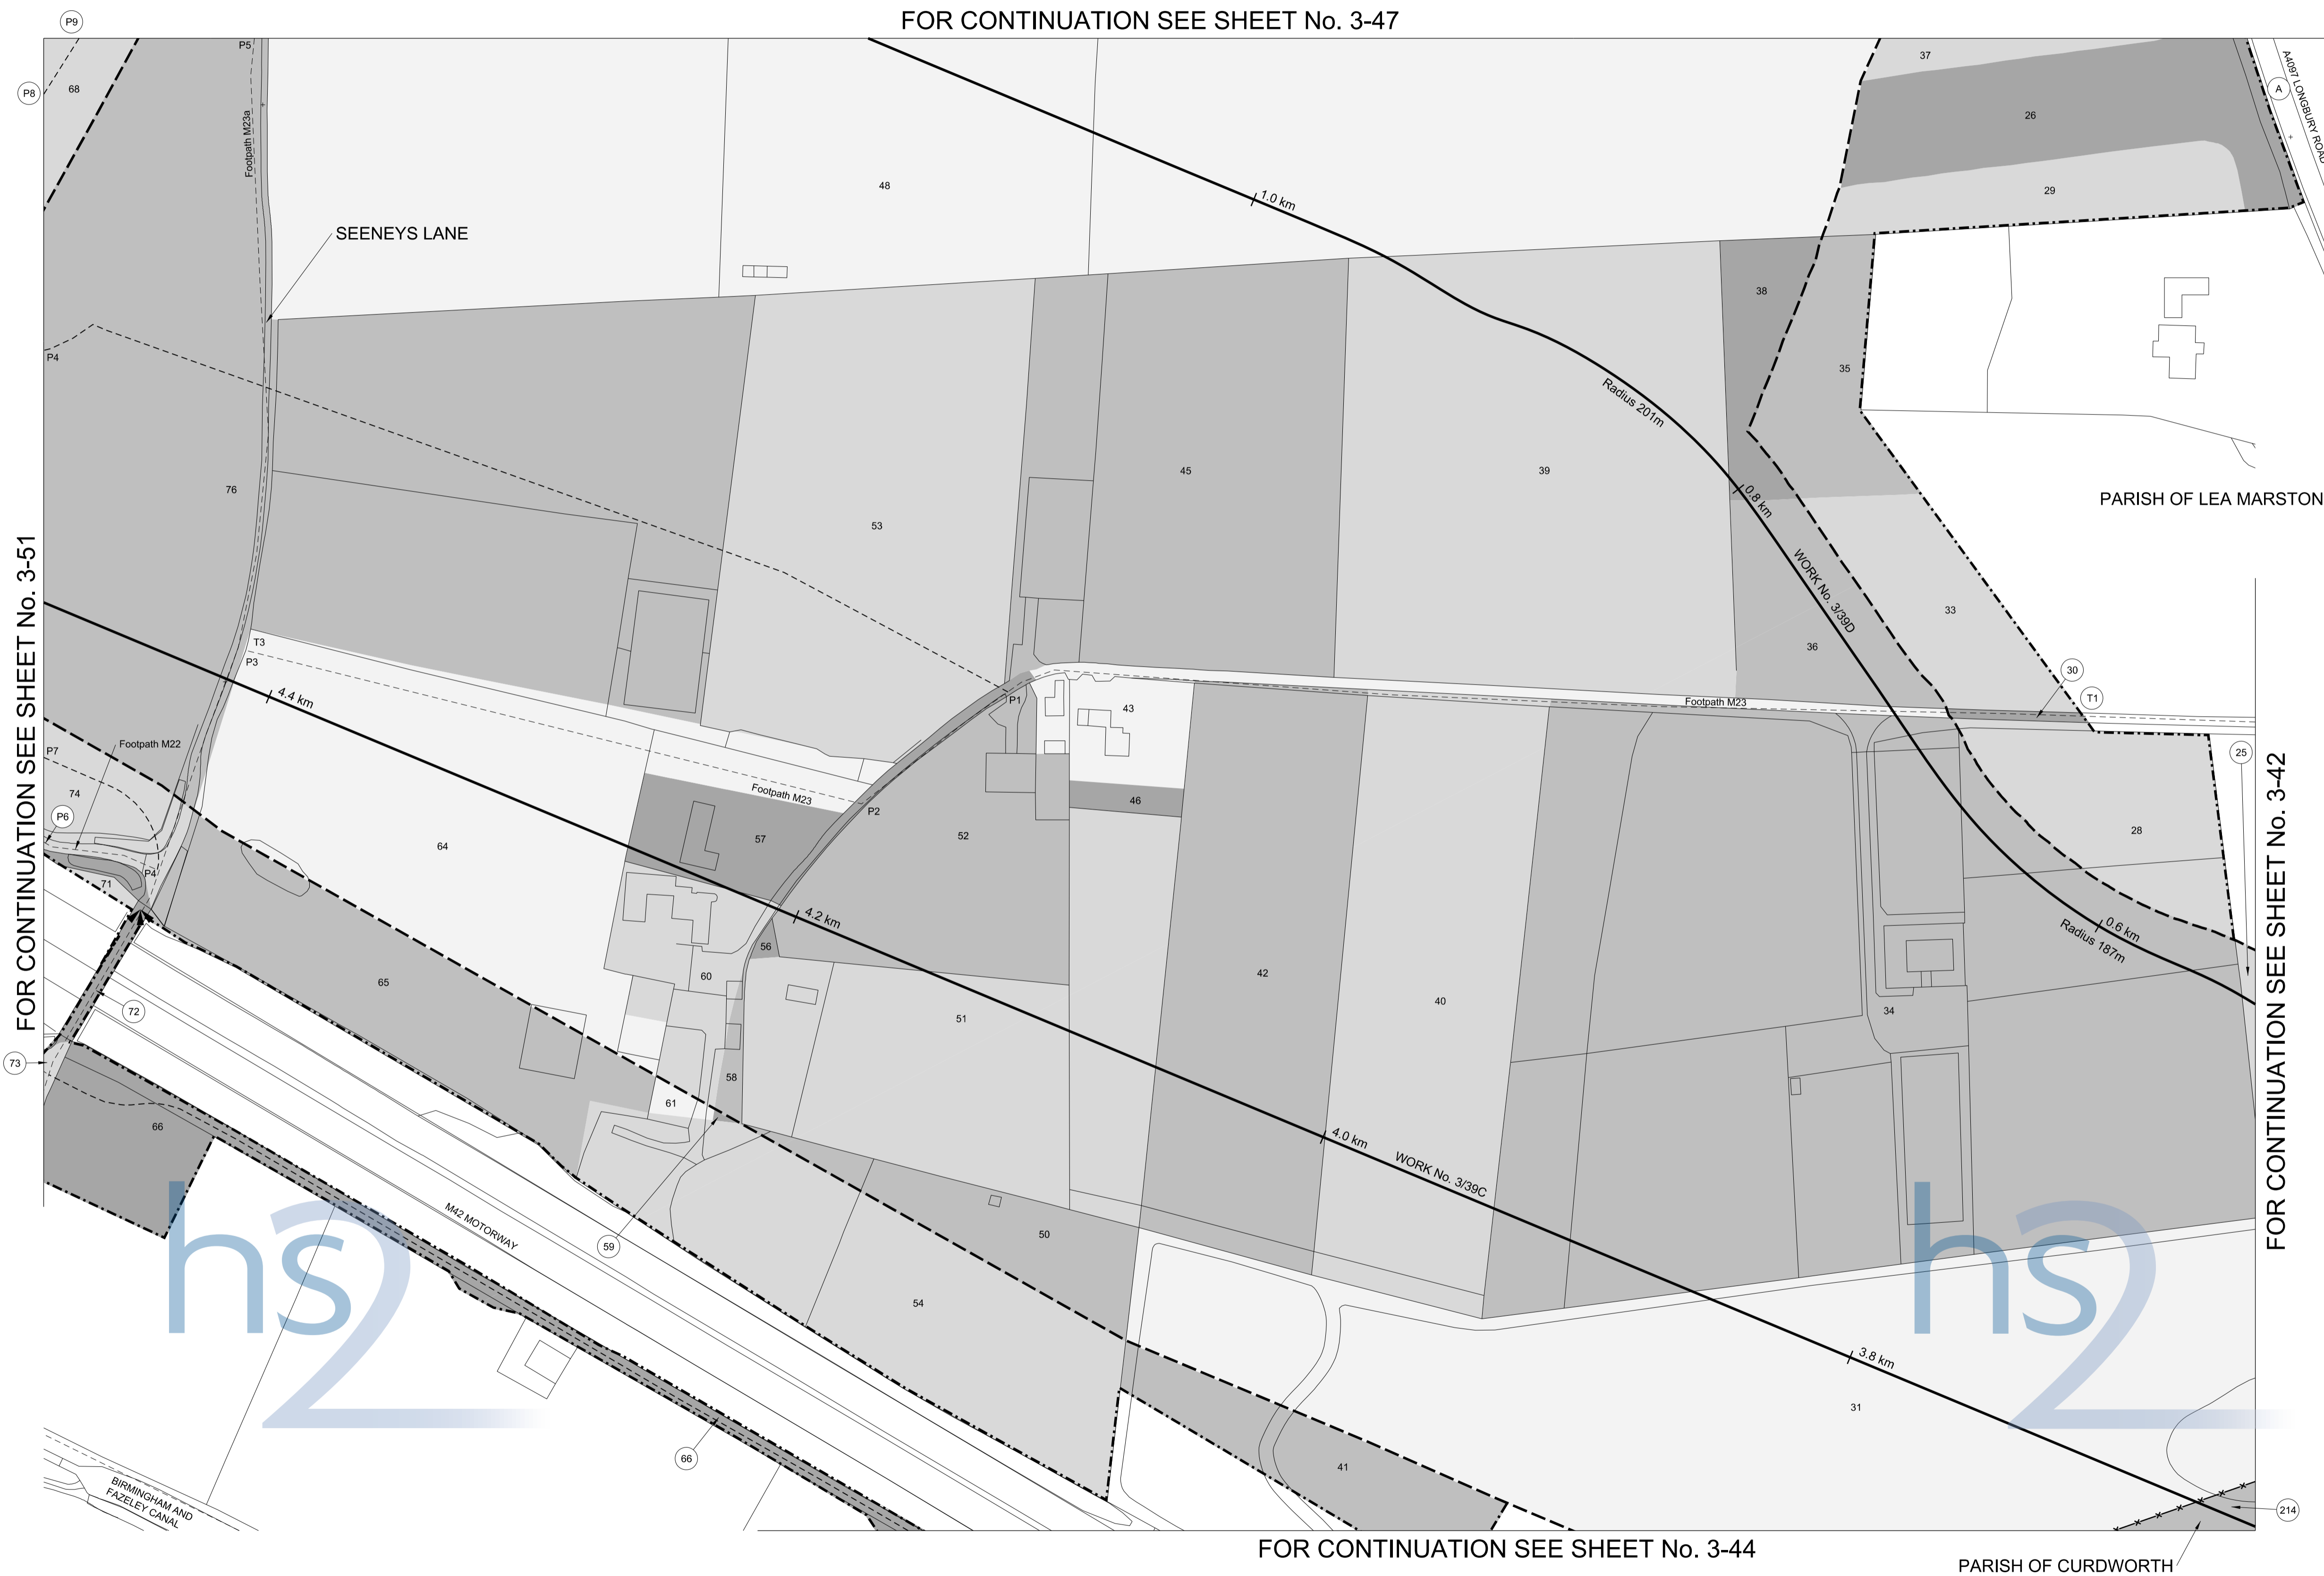 FOR CONTINUATION SEE SHEET No. 3-47
P9
P5
37
A4097 LONGBURY ROAD
A
P8
68
26
Footpath M23a
48
29
1.0 km
SEENEYS LANE
38
35
P4
Radius 201m
76
45
39
0.8 km
PARISH OF LEA MARSTON
53
FOR CONTINUATION SEE SHEET No. 3-51
WORK No. 3/39D
33
T3
P3
36
30
T1
4.4 km
P1
43
Footpath M23
P7
Footpath M22
25
74
Footpath M23
46
P2
P6
57
52
28
64
P4
71
4.2 km
0.6 km
Radius 187m
56
60
42
65
40
72
51
34
73
58
61
FOR CONTINUATION SEE SHEET No. 3-42
66
4.0 km
WORK No. 3/39C
hs2
hs2
M42 MOTORWAY
59
50
54
3.8 km
31
66
41
BIRMINGHAM AND
FAZELEY CANAL
214
FOR CONTINUATION SEE SHEET No. 3-44
PARISH OF CURDWORTH